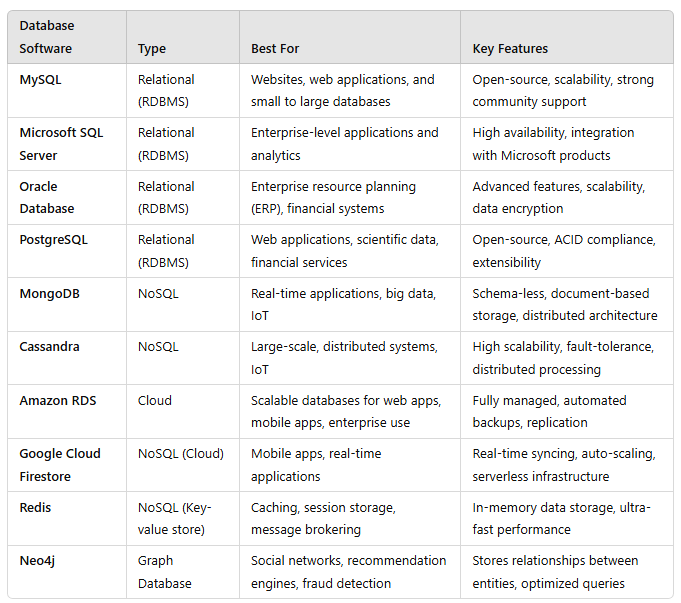 Database Software | Type | Best For | Key Features
MySQL | Relational (RDBMS) | Websites, web applications, and small to large databases | Open-source, scalability, strong community support
Microsoft SQL Server | Relational (RDBMS) | Enterprise-level applications and analytics | High availability, integration with Microsoft products
Oracle Database | Relational (RDBMS) | Enterprise resource planning (ERP), financial systems | Advanced features, scalability, data encryption
PostgreSQL | Relational (RDBMS) | Web applications, scientific data, financial services | Open-source, ACID compliance, extensibility
MongoDB | NoSQL | Real-time applications, big data, IoT | Schema-less, document-based storage, distributed architecture
Cassandra | NoSQL | Large-scale, distributed systems, IoT | High scalability, fault-tolerance, distributed processing
Amazon RDS | Cloud | Scalable databases for web apps, mobile apps, enterprise use | Fully managed, automated backups, replication
Google Cloud Firestore | NoSQL (Cloud) | Mobile apps, real-time applications | Real-time syncing, auto-scaling, serverless infrastructure
Redis | NoSQL (Key-value store) | Caching, session storage, message brokering | In-memory data storage, ultra-fast performance
Neo4j | Graph Database | Social networks, recommendation engines, fraud detection | Stores relationships between entities, optimized queries